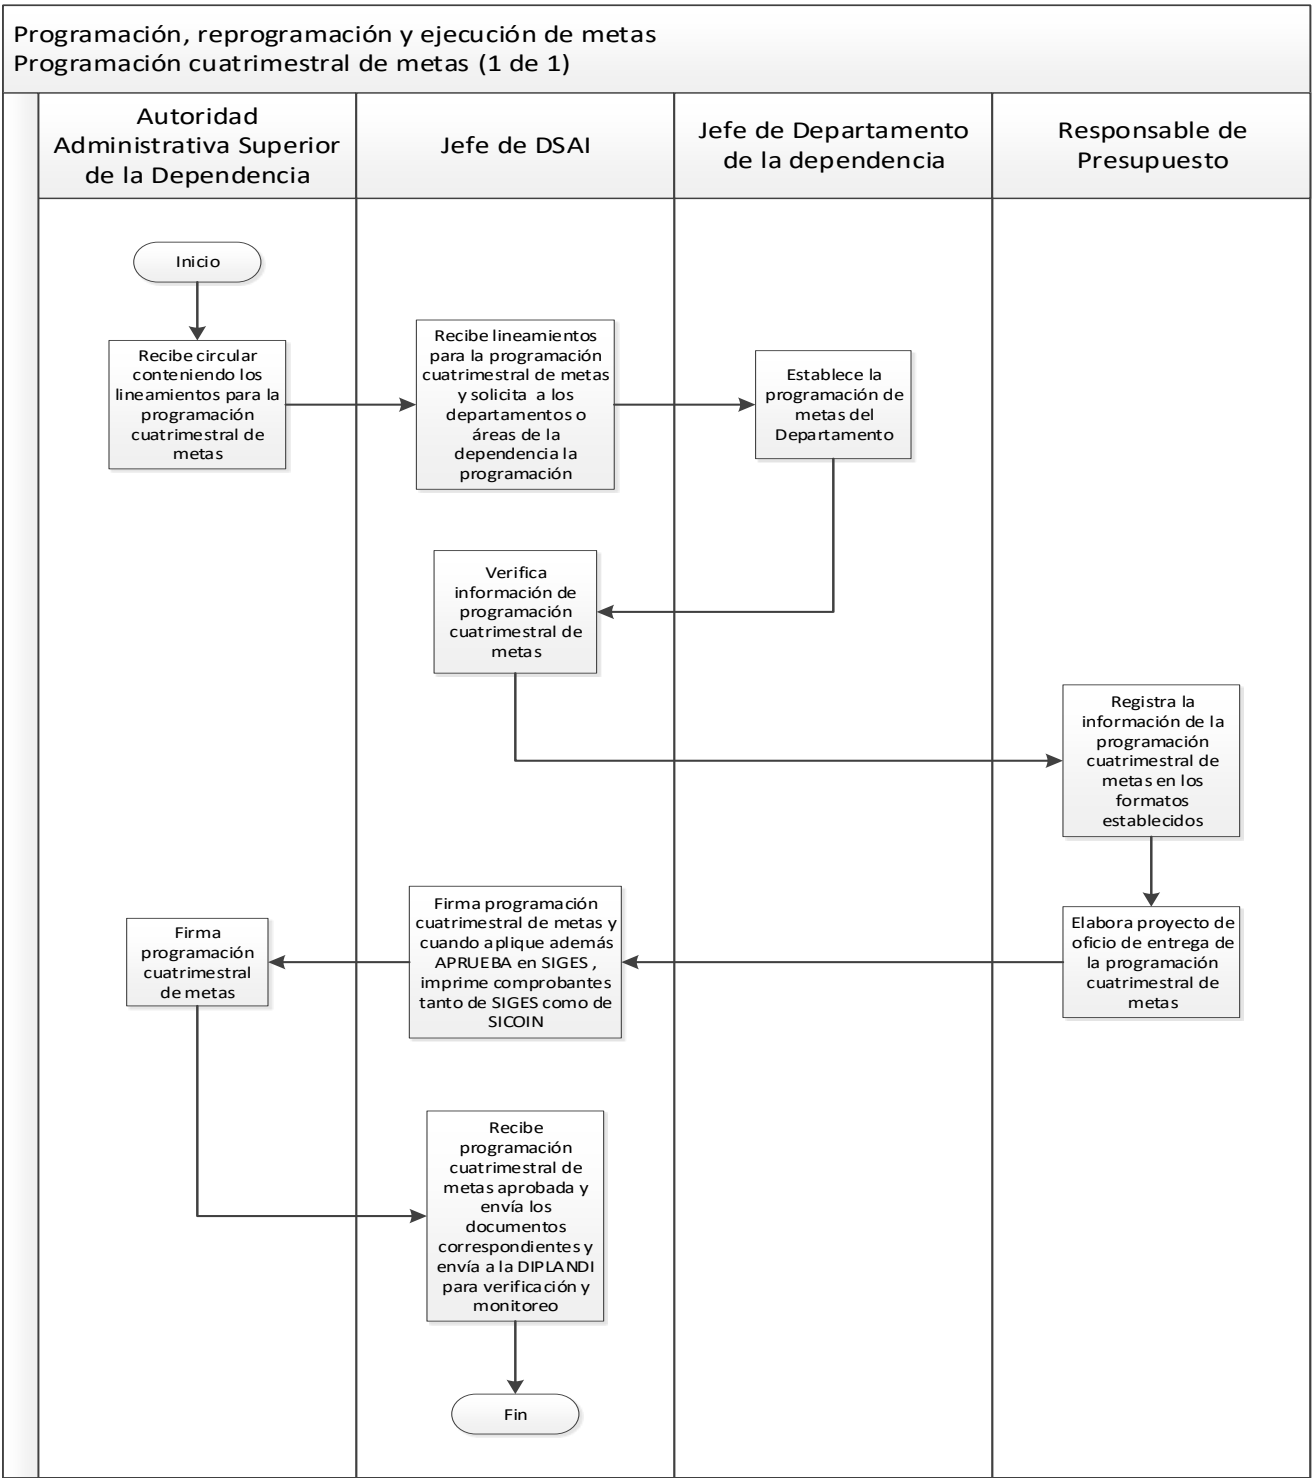 Programación, reprogramación y ejecución de metas
Programación cuatrimestral de metas (1 de 1)
Autoridad
Administrativa Superior
de la Dependencia
Jefe de DSAI
Jefe de Departamento
de la dependencia
Responsable de
Presupuesto
Inicio
Recibe circular
conteniendo los
lineamientos para la
programación
cuatrimestral de
metas
Recibe lineamientos
para la programación
cuatrimestral de metas
y solicita a los
departamentos o
áreas de la
dependencia la
programación
Establece la
programación de
metas del
Departamento
Verifica
información de
programación
cuatrimestral de
metas
Registra la
información de la
programación
cuatrimestral de
metas en los
formatos
establecidos
Elabora proyecto de
oficio de entrega de
la programación
cuatrimestral de
metas
Firma programación
cuatrimestral de metas y
cuando aplique además
APRUEBA en SIGES ,
imprime comprobantes
tanto de SIGES como de
SICOIN
Firma
programación
cuatrimestral
de metas
Recibe
programación
cuatrimestral de
metas aprobada y
envía los
documentos
correspondientes y
envía a la DIPLANDI
para verificación y
monitoreo
Fin